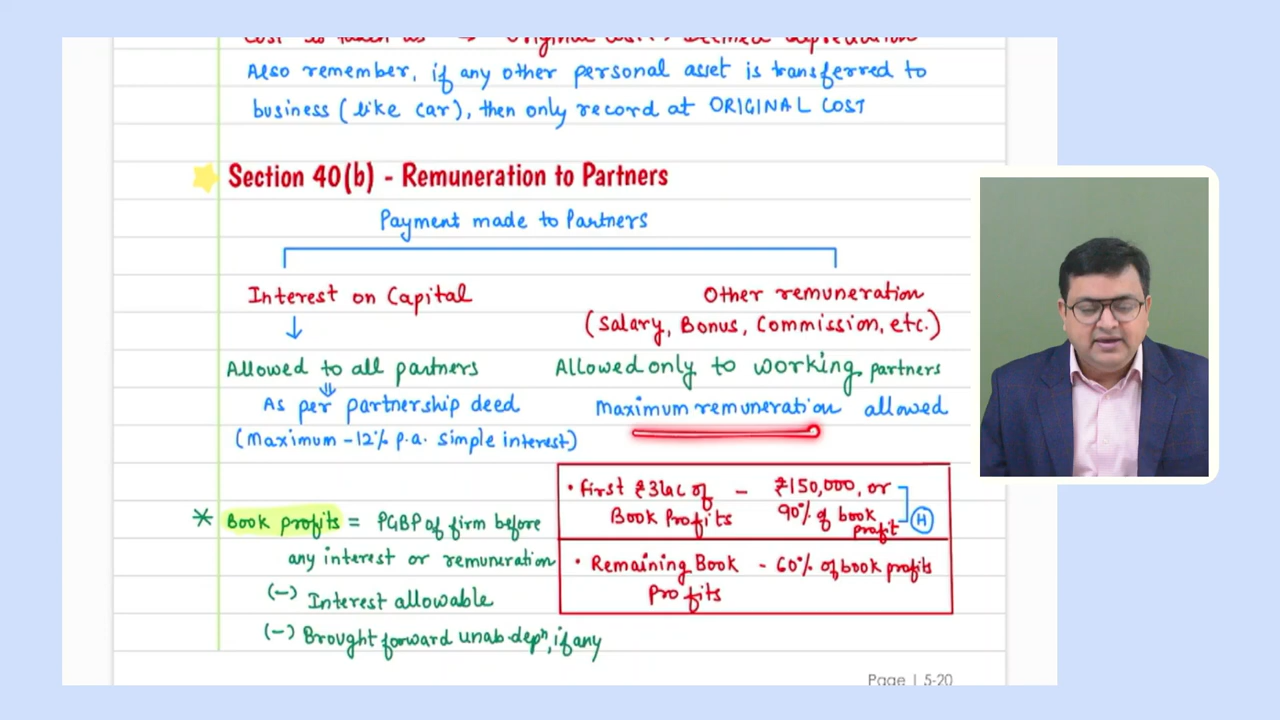 Also remember, if any other personal asset is transferred to
business (like car), then only record at ORIGINAL COST
Section 40(b) - Remuneration to Partners
Payment made to Partners
Interest on Capital
Allowed to all partners
As per partnership deed
(Maximum - 12% p.a. simple interest)
Other remuneration
(Salary, Bonus, Commission, etc.)
Allowed only to working partners
Maximum remuneration allowed
• First ₹3lac of - ₹150,000, or
Book Profits 90% of book
profit
H
• Remaining Book - 60% of book profits
Profits
* Book profits = PGBP of firm before
any interest or remuneration
(-) Interest allowable
(-) Brought forward unab. depⁿ, if any
Page | 5-20